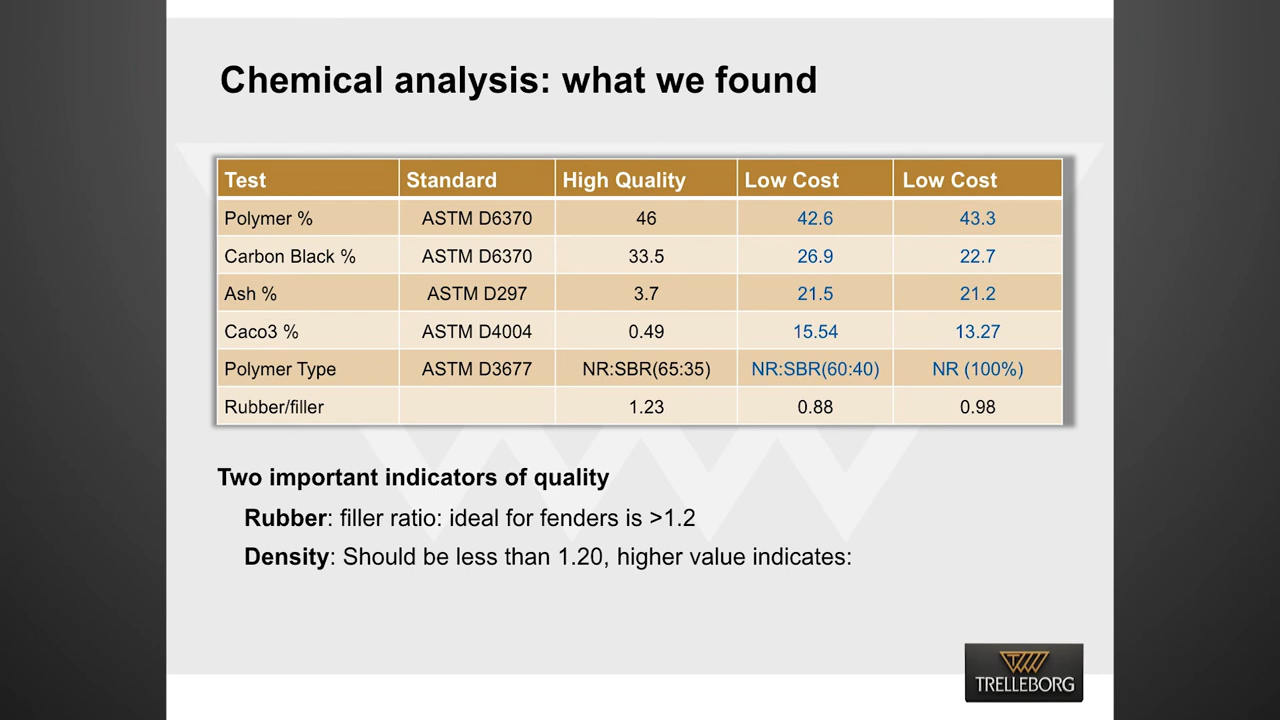 Chemical analysis: what we found
Test Standard High Quality Low Cost Low Cost
Polymer % ASTM D6370 46 42.6 43.3
Carbon Black % ASTM D6370 33.5 26.9 22.7
Ash % ASTM D297 3.7 21.5 21.2
Caco3 % ASTM D4004 0.49 15.54 13.27
Polymer Type ASTM D3677 NR:SBR(65:35) NR:SBR(60:40) NR (100%)
Rubber/filler 1.23 0.88 0.98
Two important indicators of quality
Rubber: filler ratio: ideal for fenders is >1.2
Density: Should be less than 1.20, higher value indicates:
TRELLEBORG